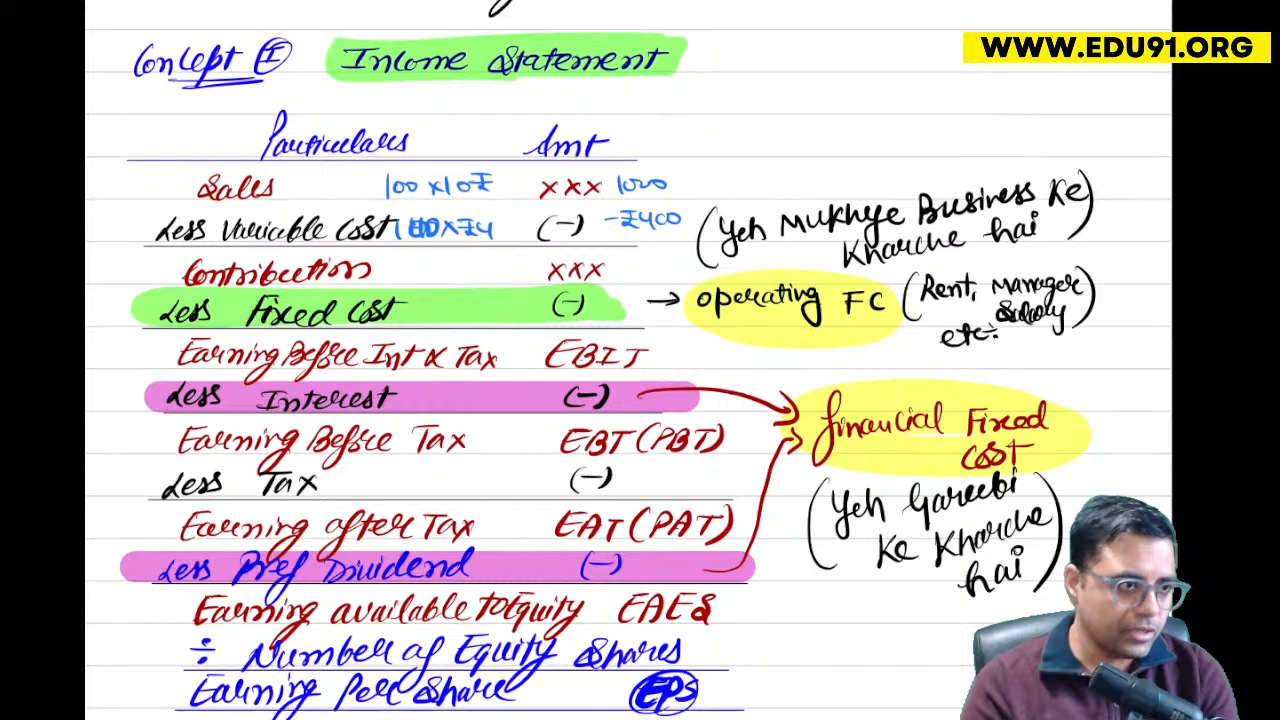 WWW.EDU91.ORG
Concept I Income Statement
Particulars Amt
Sales 100 x 10₹ xxx 1000
Less Variable Cost 100 x ₹4 (-) -₹400
Contribution xxx
Less Fixed Cost (-)
Earning Before Int & Tax EBIT
Less Interest (-)
Earning Before Tax EBT (PBT)
Less Tax (-)
Earning after Tax EAT (PAT)
Less Pref Dividend (-)
Earning available to Equity EAES
÷ Number of Equity Shares
Earning Per Share EPS
(Yeh Mukhye Business Ke
Kharche hai)
→ Operating FC (Rent, Manager
Salary
etc.)
Financial Fixed
Cost
(Yeh Gareebi
Ke Kharche
hai)